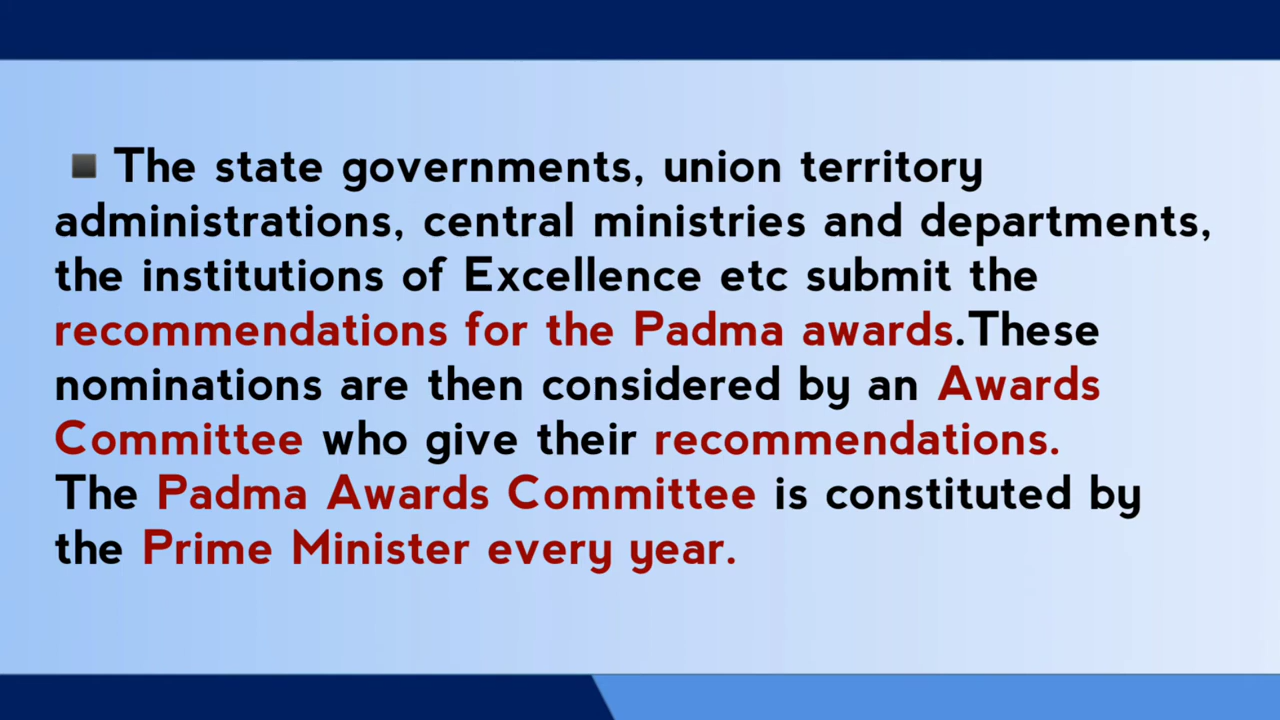 ◾ The state governments, union territory
administrations, central ministries and departments,
the institutions of Excellence etc submit the
recommendations for the Padma awards.These
nominations are then considered by an Awards
Committee who give their recommendations.
The Padma Awards Committee is constituted by
the Prime Minister every year.